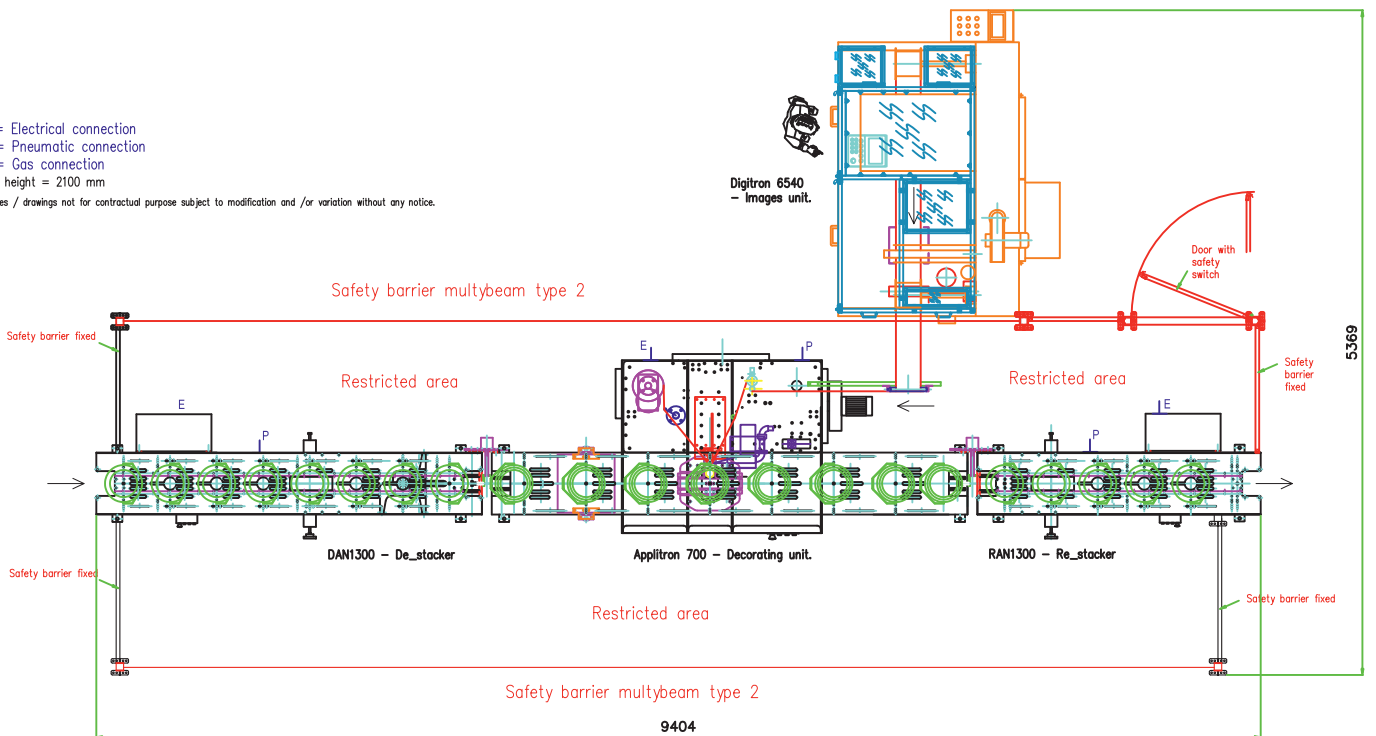 = Electrical connection
= Pneumatic connection
= Gas connection
height = 2100 mm
/ drawings not for contractual purpose subject to modification and /or variation without any notice.
Digitron 6540
- Images unit.
Door with
safety
switch
Safety barrier multybeam type 2
Safety barrier fixed
5369
E
P
Restricted area
Restricted area
Safety
barrier
fixed
E
P
E
P
DAN1300 - De_stacker
Applitron 700 - Decorating unit.
RAN1300 - Re_stacker
Safety barrier fixed
Safety barrier fixed
Restricted area
Safety barrier multybeam type 2
9404